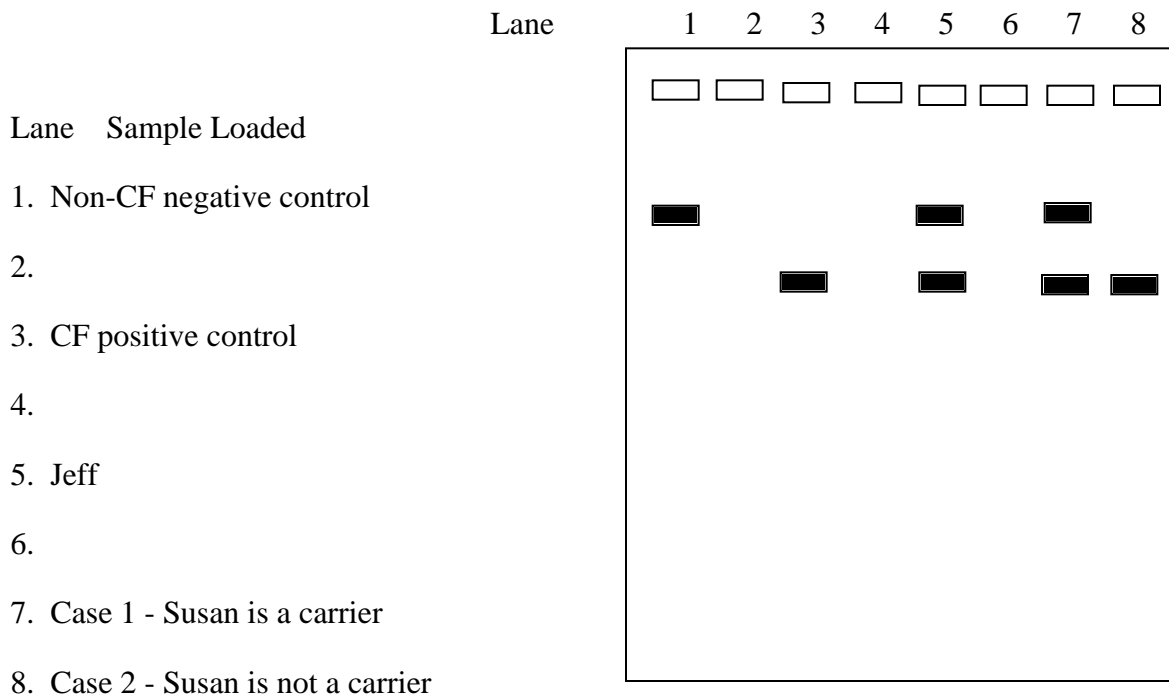 Lane 1 2 3 4 5 6 7 8
Lane Sample Loaded
1. Non-CF negative control
2.
3. CF positive control
4.
5. Jeff
6.
7. Case 1 - Susan is a carrier
8. Case 2 - Susan is not a carrier